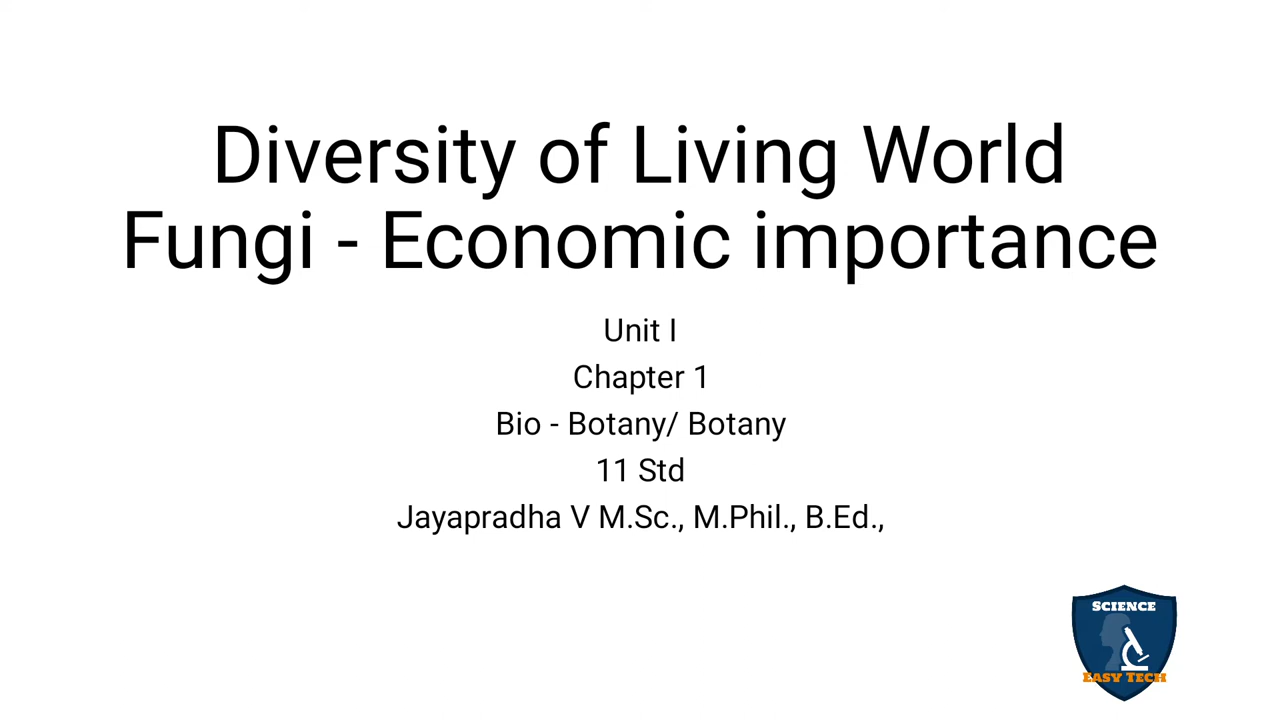 Diversity of Living World
Fungi - Economic importance
Unit I
Chapter 1
Bio - Botany/ Botany
11 Std
Jayapradha V M.Sc., M.Phil., B.Ed.,
SCIENCE
EASY TECH